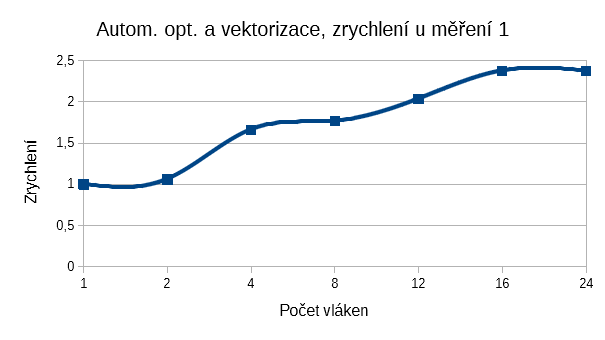 Autom. opt. a vektorizace, zrychlení u měření 1
Zrychlení
2,5
2
1,5
1
0,5
0
1 2 4 8 12 16 24
Počet vláken